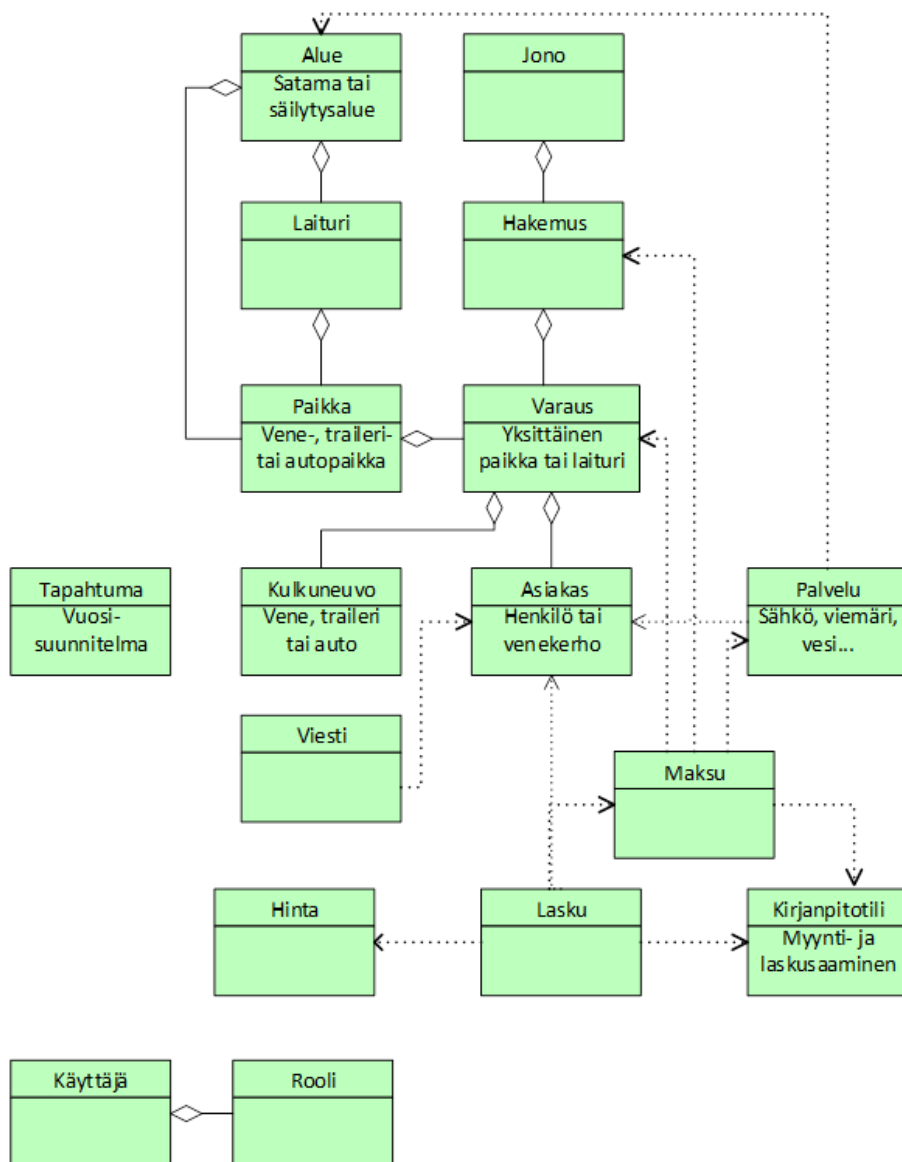 Alue
Satama tai
säilytysalue
Jono
Laituri
Hakemus
Paikka
Vene-, traileri-
tai autopaikka
Varaus
Yksittäinen
paikka tai laituri
Tapahtuma
Vuosi-
suunnitelma
Kulkuneuvo
Vene, traileri
tai auto
Asiakas
Henkilö tai
venekerho
Palvelu
Sähkö, viemäri,
vesi...
Viesti
Maksu
Hinta
Lasku
Kirjanpitotili
Myynti- ja
laskusaaminen
Käyttäjä
Rooli